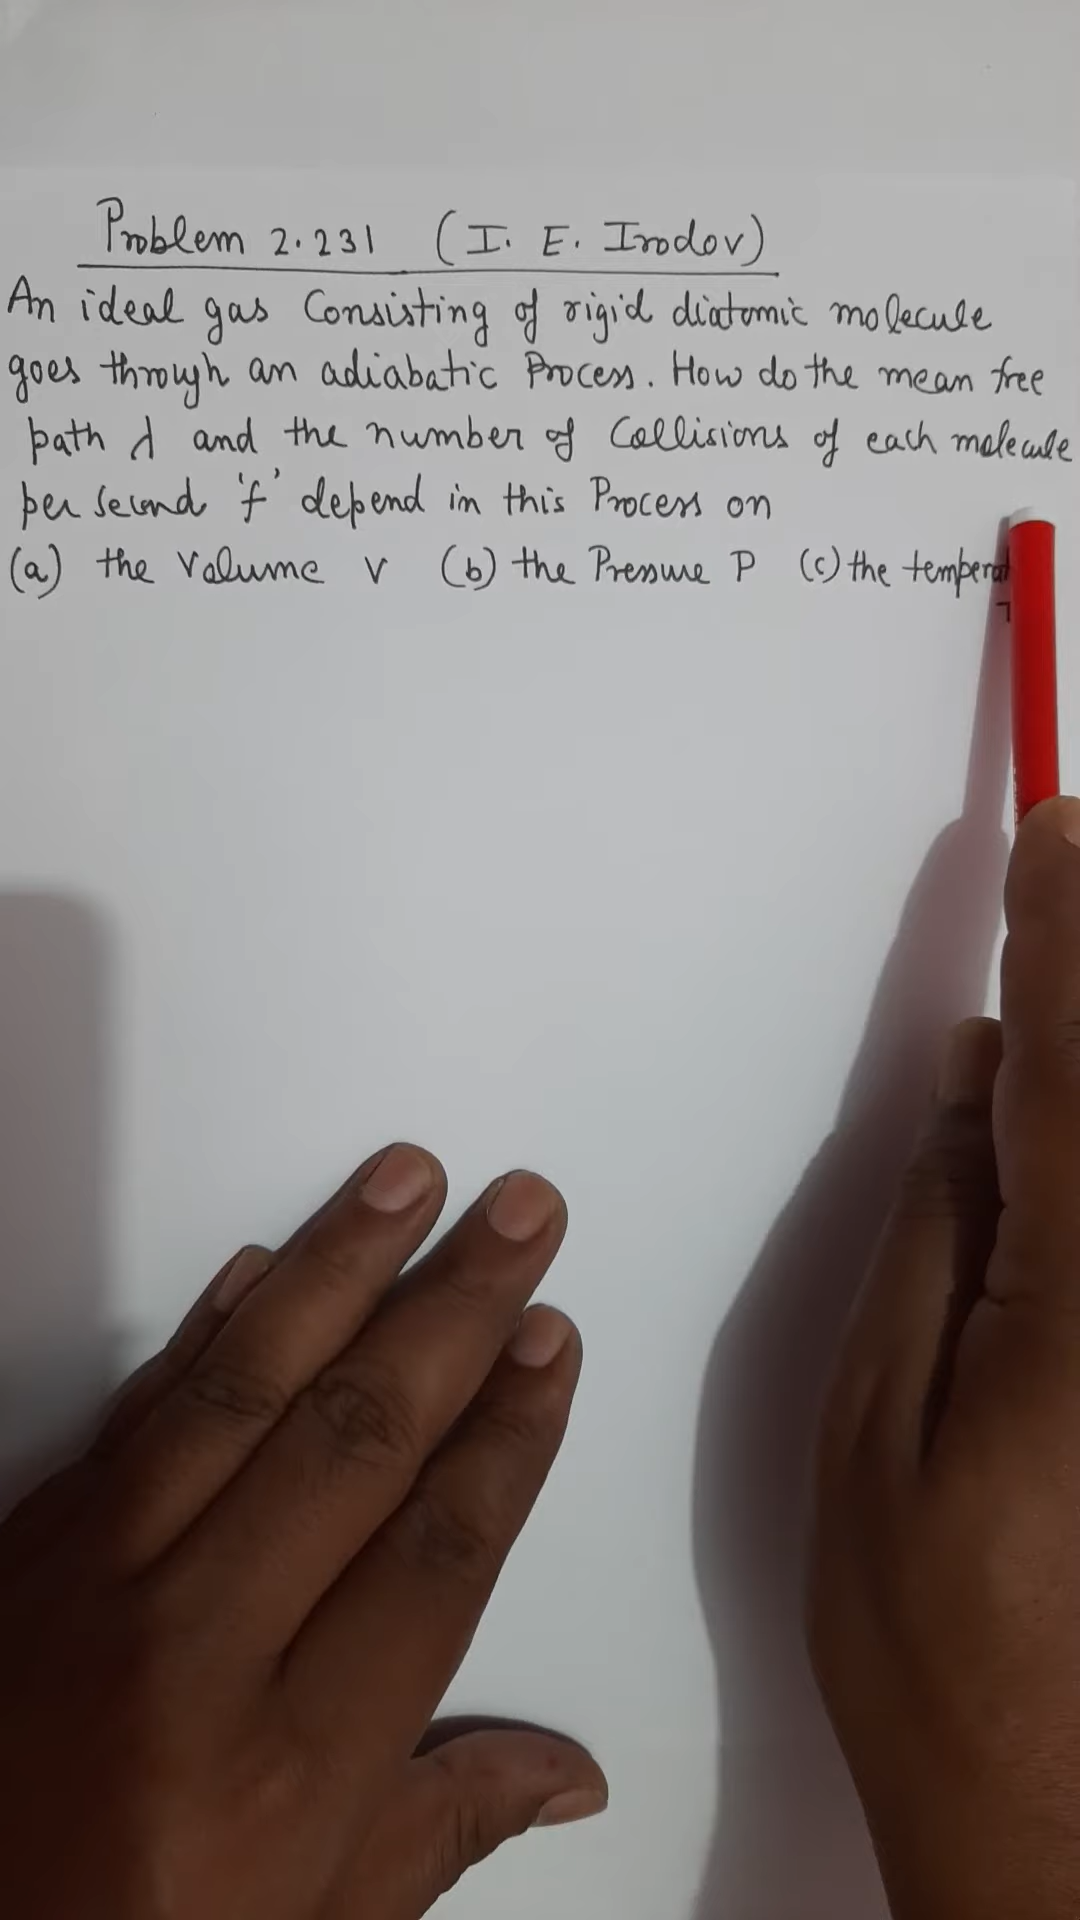 Problem 2.231 (I. E. Irodov)
An ideal gas Consisting of rigid diatomic molecule
goes through an adiabatic Process. How do the mean free
path λ and the number of Collisions of each molecule
per second 'f' depend in this Process on
(a) the Volume V (b) the Pressure P (c) the temperat